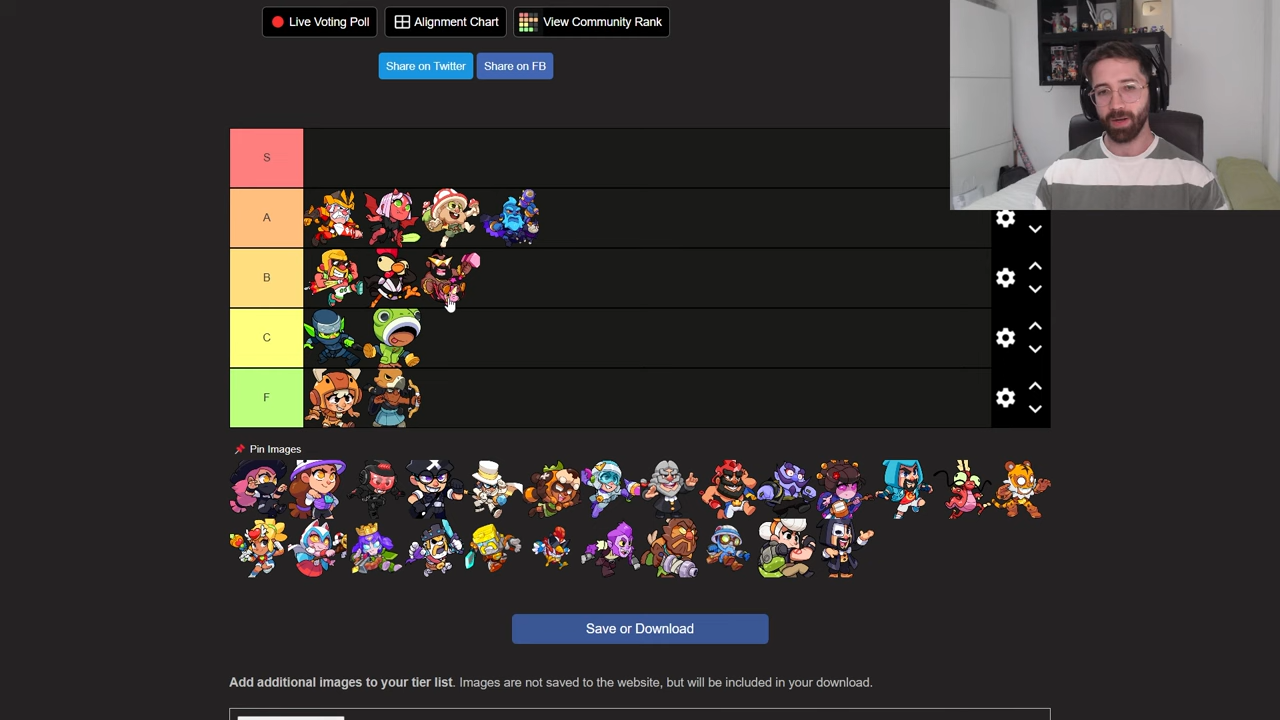 Live Voting Poll
Alignment Chart
View Community Rank
Share on Twitter
Share on FB
S
A
B
C
F
Pin Images
Save or Download
Add additional images to your tier list. Images are not saved to the website, but will be included in your download.